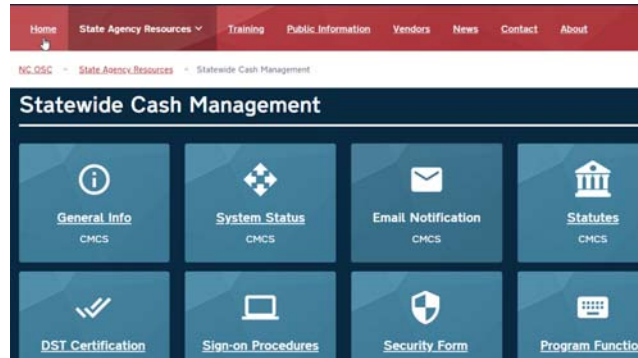 Home State Agency Resources Training Public Information Vendors News Contact About
NC OSC State Agency Resources Statewide Cash Management
Statewide Cash Management
General Info System Status Email Notification Statutes
CMCS CMCS CMCS CMCS
DST Certification Sign-on Procedures Security Form Program Functio